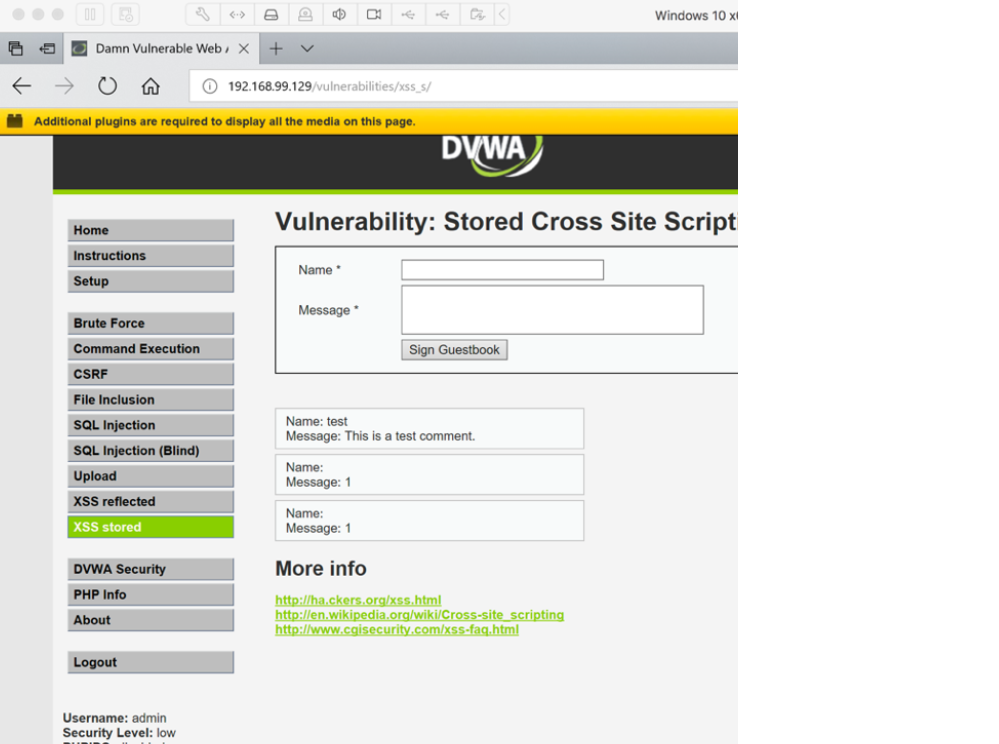 Windows 10 x
Damn Vulnerable Web
192.168.99.129/vulnerabilities/xss_s/
Additional plugins are required to display all the media on this page.
DVWA
Home
Instructions
Setup
Brute Force
Command Execution
CSRF
File Inclusion
SQL Injection
SQL Injection (Blind)
Upload
XSS reflected
XSS stored
DVWA Security
PHP Info
About
Logout
Username: admin
Security Level: low
Vulnerability: Stored Cross Site Scripti
Name *
Message *
Sign Guestbook
Name: test
Message: This is a test comment.
Name:
Message: 1
Name:
Message: 1
More info
http://ha.ckers.org/xss.html
http://en.wikipedia.org/wiki/Cross-site_scripting
http://www.cgisecurity.com/xss-faq.html